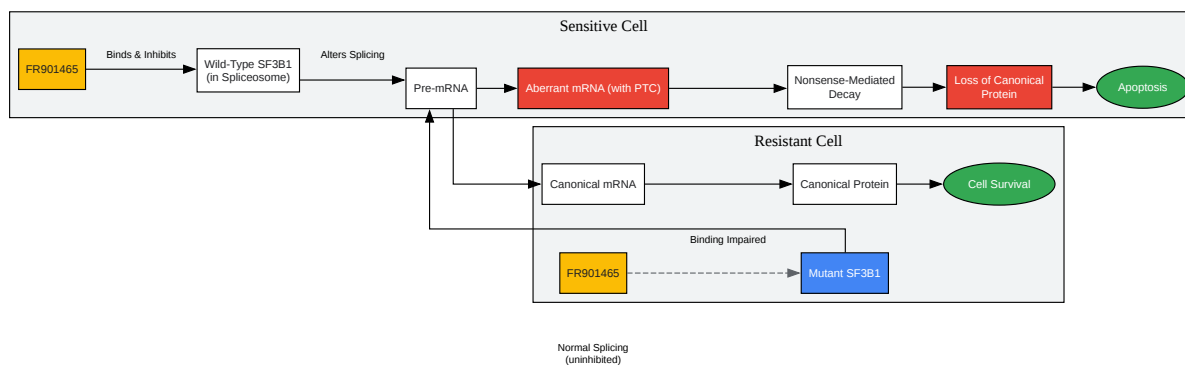 Sensitive Cell
FR901465
Binds & Inhibits
Wild-Type SF3B1
(in Spliceosome)
Alters Splicing
Pre-mRNA
Aberrant mRNA (with PTC)
Nonsense-Mediated
Decay
Loss of Canonical
Protein
Apoptosis
Resistant Cell
Canonical mRNA
Canonical Protein
Cell Survival
Binding Impaired
FR901465
Mutant SF3B1
Normal Splicing
(uninhibited)